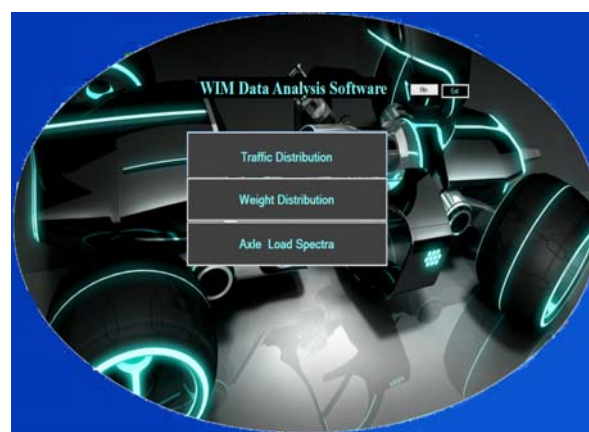 WIM Data Analysis Software
Traffic Distribution
Weight Distribution
Axle Load Spectra